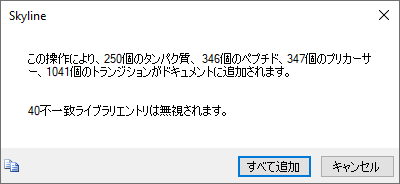 Skyline
この操作により、250個のタンパク質、 346個のペプチド、347個のプリカーサ
ー、1041個のトランジションがドキュメントに追加されます。
40不一致ライブラリエントリは無視されます。
すべて追加
キャンセル